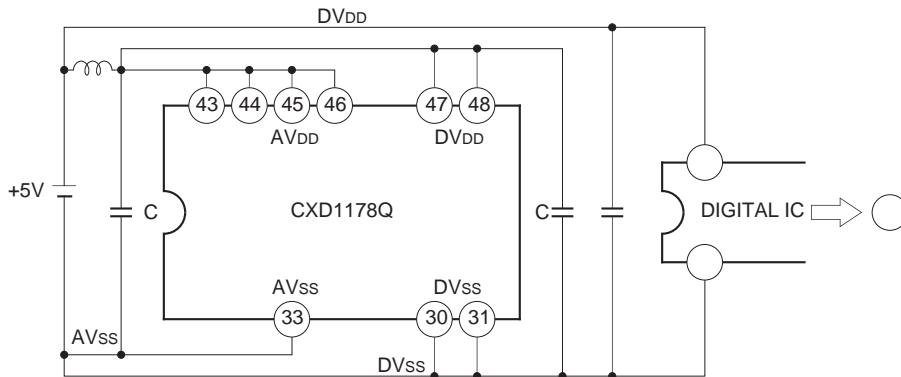 DVDD
43 44 45 46 47 48
AVDD DVDD
+5V C CXD1178Q C DIGITAL IC
AVSS DVSS
33 30 31
AVSS
DVSS